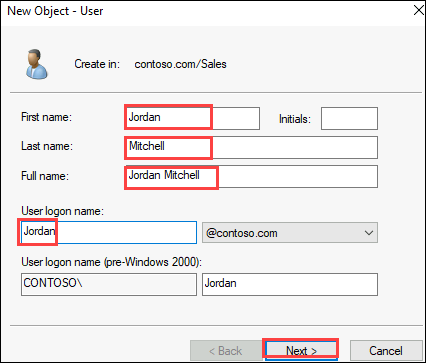 New Object - User
Create in: contoso.com/Sales
First name: Jordan Initials:
Last name: Mitchell
Full name: Jordan Mitchell
User logon name:
Jordan @contoso.com
User logon name (pre-Windows 2000):
CONTOSO\ Jordan
< Back Next > Cancel